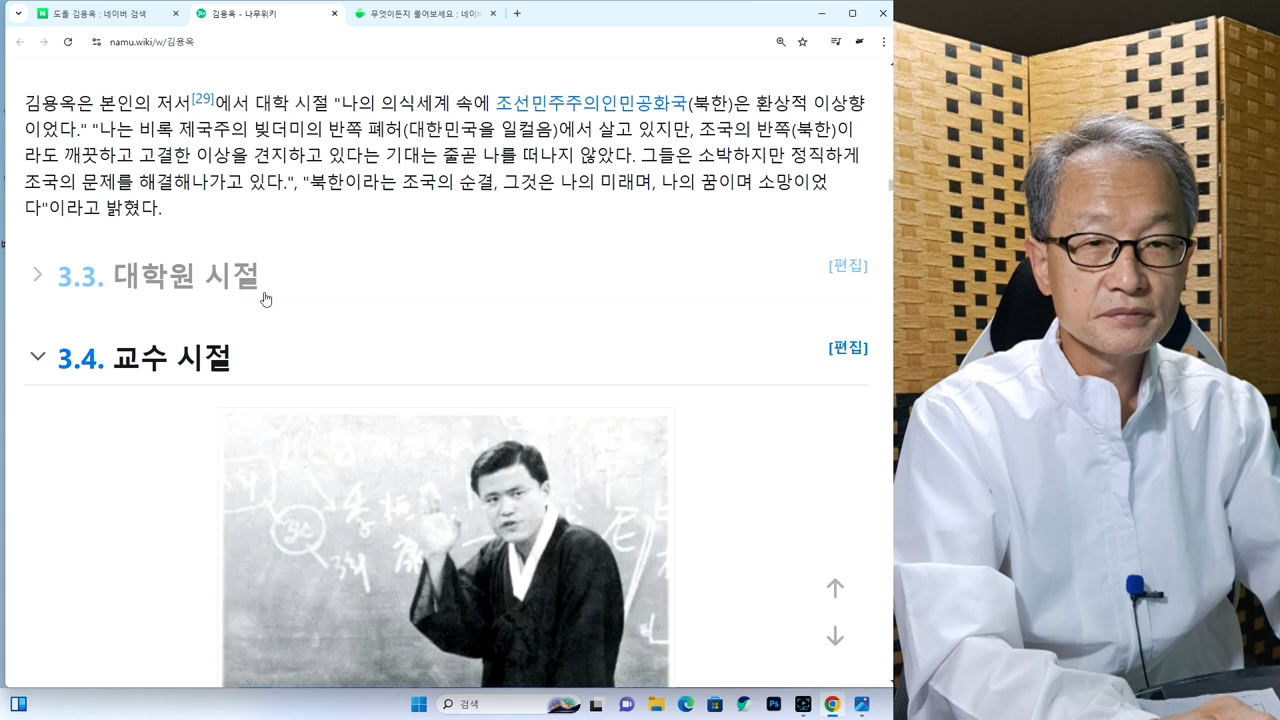 도올 김용옥 : 네이버 검색
김용옥 - 나무위키
무엇이든지 물어보세요 : 네이버
namu.wiki/w/김용옥
김용옥은 본인의 저서[29]에서 대학 시절 "나의 의식세계 속에 조선민주주의인민공화국(북한)은 환상적 이상향
이었다." "나는 비록 제국주의 빚더미의 반쪽 폐허(대한민국을 일컬음)에서 살고 있지만, 조국의 반쪽(북한)이
라도 깨끗하고 고결한 이상을 견지하고 있다는 기대는 줄곧 나를 떠나지 않았다. 그들은 소박하지만 정직하게
조국의 문제를 해결해나가고 있다.", "북한이라는 조국의 순결, 그것은 나의 미래며, 나의 꿈이며 소망이었
다"이라고 밝혔다.
3.3. 대학원 시절 [편집]
3.4. 교수 시절 [편집]
검색
Ps